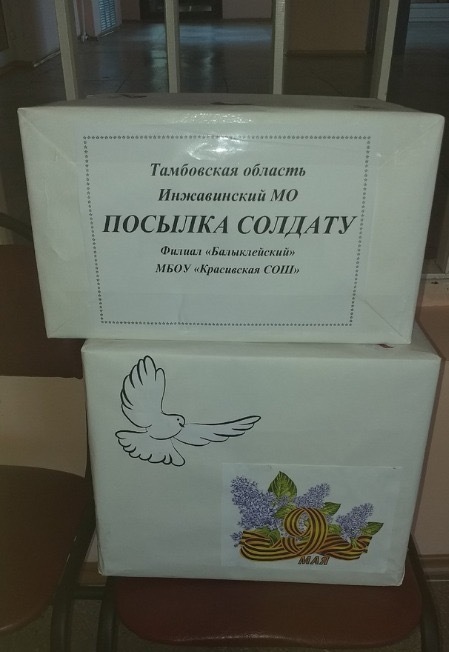 Тамбовская область
Инжавинский МО
ПОСЫЛКА СОЛДАТУ
Филиал «Балыклейский»
МБОУ «Красивская СОШ»
9
МАЯ